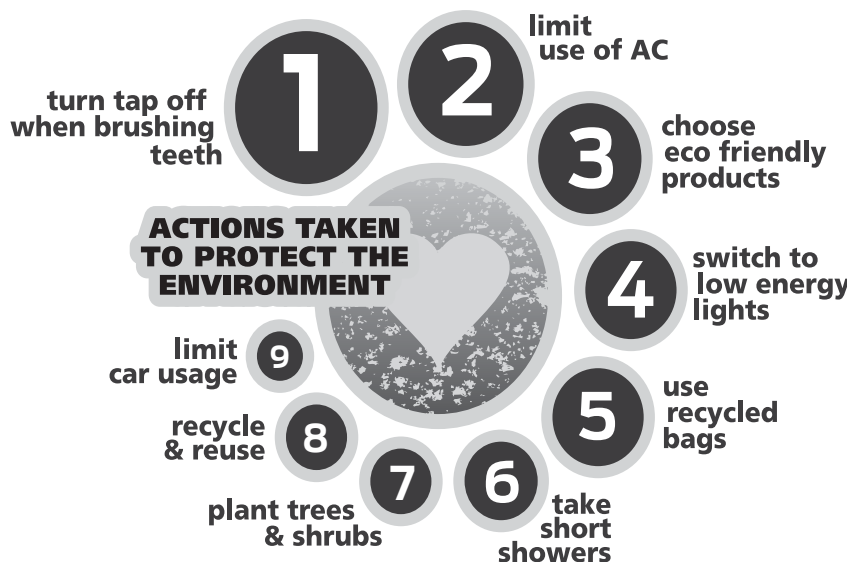 ACTIONS TAKEN
TO PROTECT THE
ENVIRONMENT
1
turn tap off
when brushing
teeth
2
limit
use of AC
3
choose
eco friendly
products
4
switch to
low energy
lights
5
use
recycled
bags
6
take
short
showers
7
plant trees
& shrubs
8
recycle
& reuse
9
limit
car usage